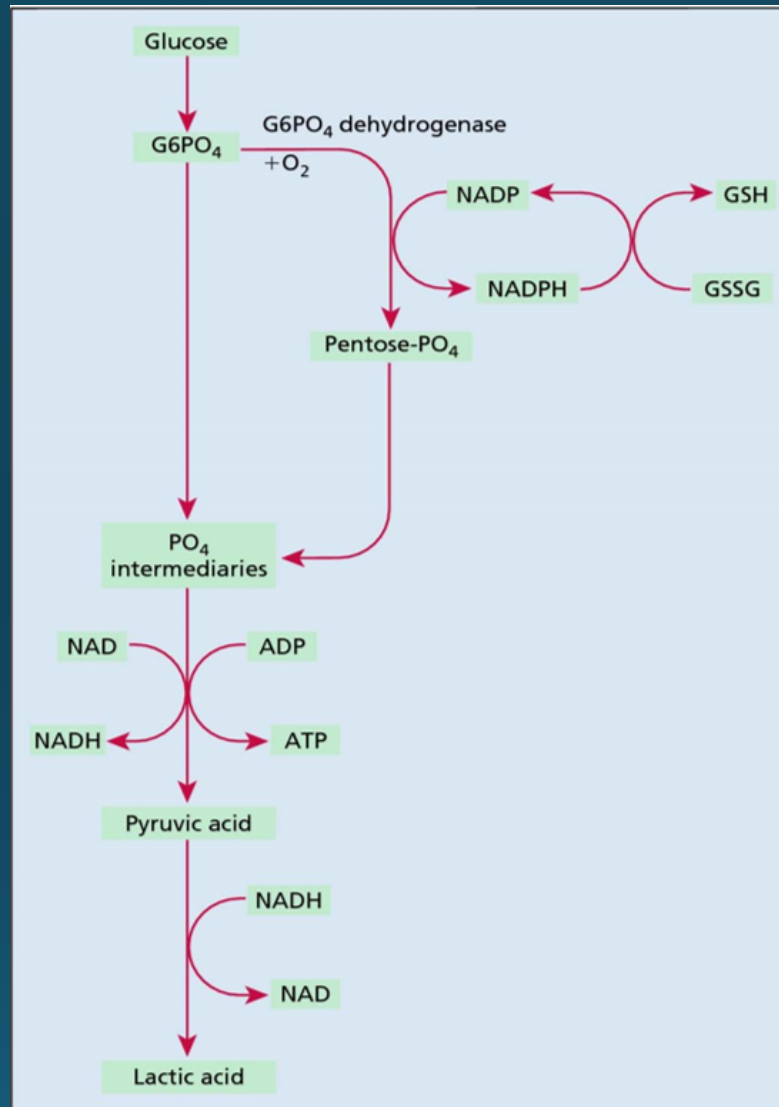 Glucose
G6PO₄
G6PO₄ dehydrogenase
+O₂
NADP
GSH
NADPH
GSSG
Pentose-PO₄
PO₄
intermediaries
NAD
ADP
NADH
ATP
Pyruvic acid
NADH
NAD
Lactic acid